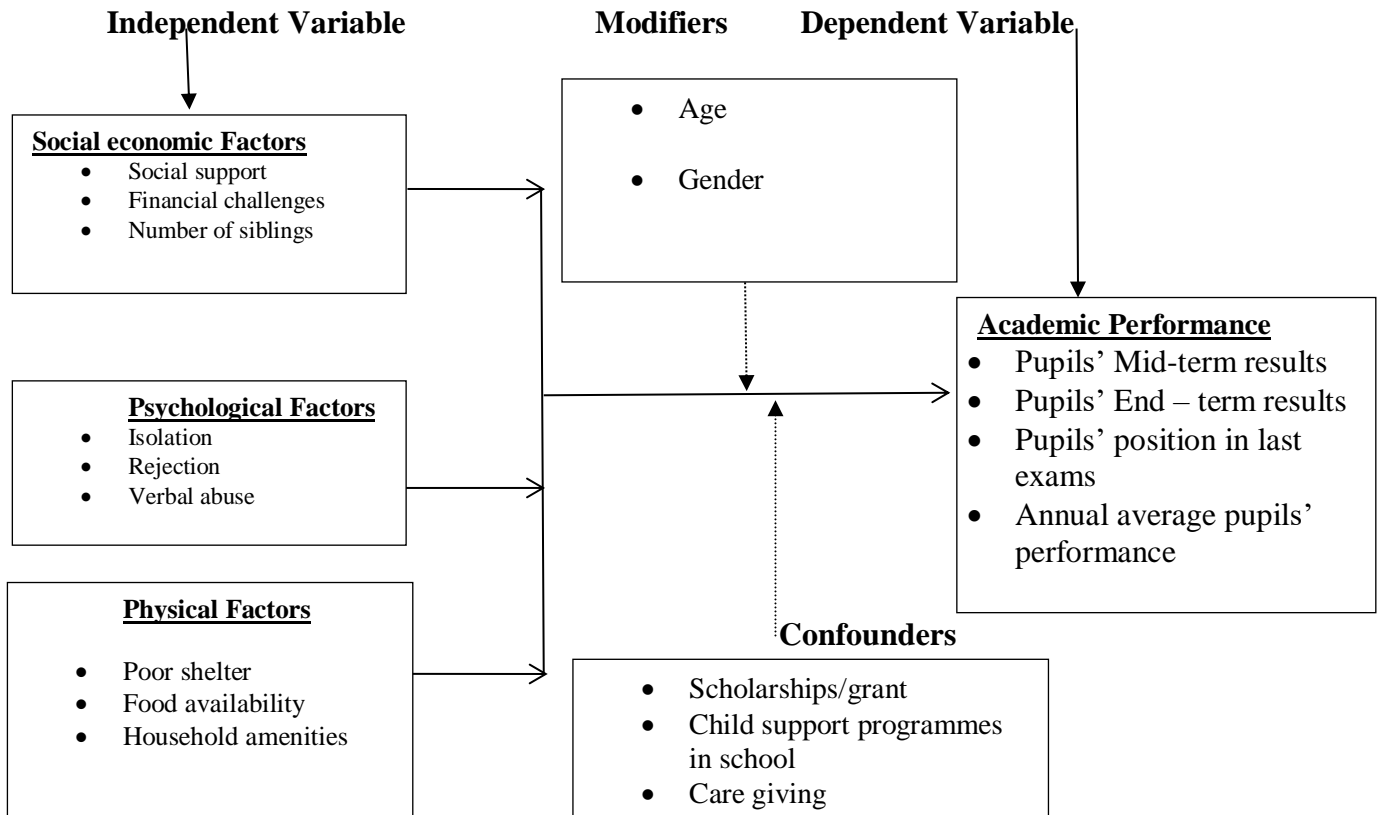 Independent Variable
Modifiers
Dependent Variable
Social economic Factors
• Social support
• Financial challenges
• Number of siblings
• Age
• Gender
Psychological Factors
• Isolation
• Rejection
• Verbal abuse
Academic Performance
• Pupils’ Mid-term results
• Pupils’ End – term results
• Pupils’ position in last
exams
• Annual average pupils’
performance
Physical Factors
• Poor shelter
• Food availability
• Household amenities
Confounders
• Scholarships/grant
• Child support programmes
in school
• Care giving